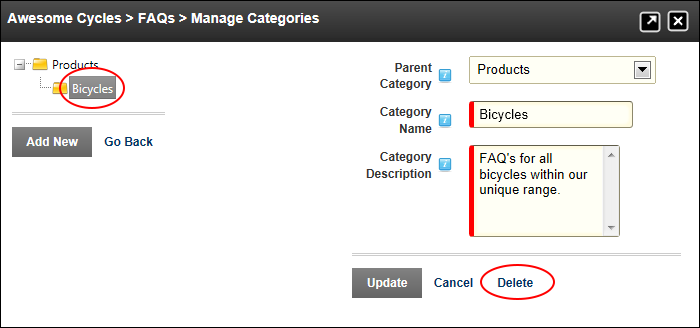 Awesome Cycles > FAQs > Manage Categories
Products
Bicycles
Add New Go Back
Parent Category
Products
Category Name
Bicycles
Category Description
FAQ's for all
bicycles within our
unique range.
Update Cancel Delete